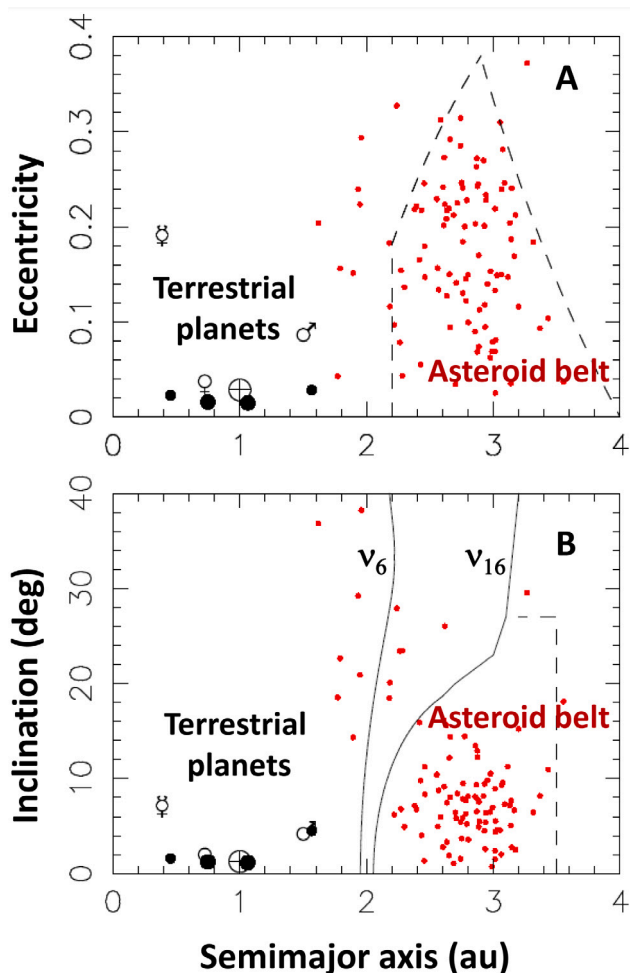 A
0.4
0.3
0.2
0.1
0
Eccentricity
☿
♀
⊕
♂
Terrestrial
planets
Asteroid belt
0 1 2 3 4
B
40
30
20
10
0
Inclination (deg)
ν6
ν16
☿
♀
⊕
♂
Terrestrial
planets
Asteroid belt
0 1 2 3 4
Semimajor axis (au)